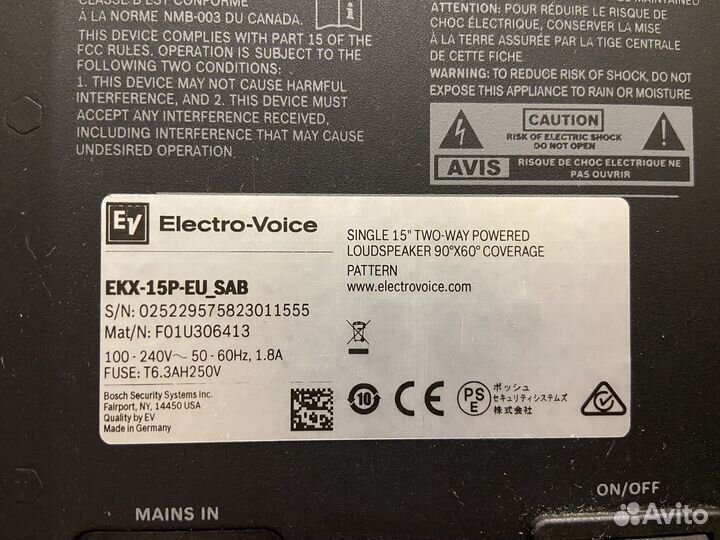 À LA NORME NMB-003 DU CANADA.
THIS DEVICE COMPLIES WITH PART 15 OF THE
FCC RULES. OPERATION IS SUBJECT TO THE
FOLLOWING TWO CONDITIONS:
1. THIS DEVICE MAY NOT CAUSE HARMFUL
INTERFERENCE, AND 2. THIS DEVICE MUST
ACCEPT ANY INTERFERENCE RECEIVED,
INCLUDING INTERFERENCE THAT MAY CAUSE
UNDESIRED OPERATION.
ATTENTION: POUR RÉDUIRE LE RISQUE DE
CHOC ÉLECTRIQUE, CONSERVER LA MISE
À LA TERRE ASSURÉE PAR LA TIGE CENTRALE
DE CETTE FICHE.
WARNING: TO REDUCE RISK OF SHOCK, DO NOT
EXPOSE THIS APPLIANCE TO RAIN OR MOISTURE.
CAUTION
RISK OF ELECTRIC SHOCK
DO NOT OPEN
AVIS
RISQUE DE CHOC ELECTRIQUE NE
PAS OUVRIR
EV Electro-Voice
SINGLE 15" TWO-WAY POWERED
LOUDSPEAKER 90°X60° COVERAGE
PATTERN
www.electrovoice.com
EKX-15P-EU_SAB
S/N: 025229575823011555
Mat/N: F01U306413
100 - 240V~ 50 - 60Hz, 1.8A
FUSE: T6.3AH250V
Bosch Security Systems Inc.
Fairport, NY, 14450 USA
Quality by EV
Made in Germany
10
CE
PS
E
ボッシュ
セキュリティシステムズ
株式会社
MAINS IN
ON/OFF
Avito